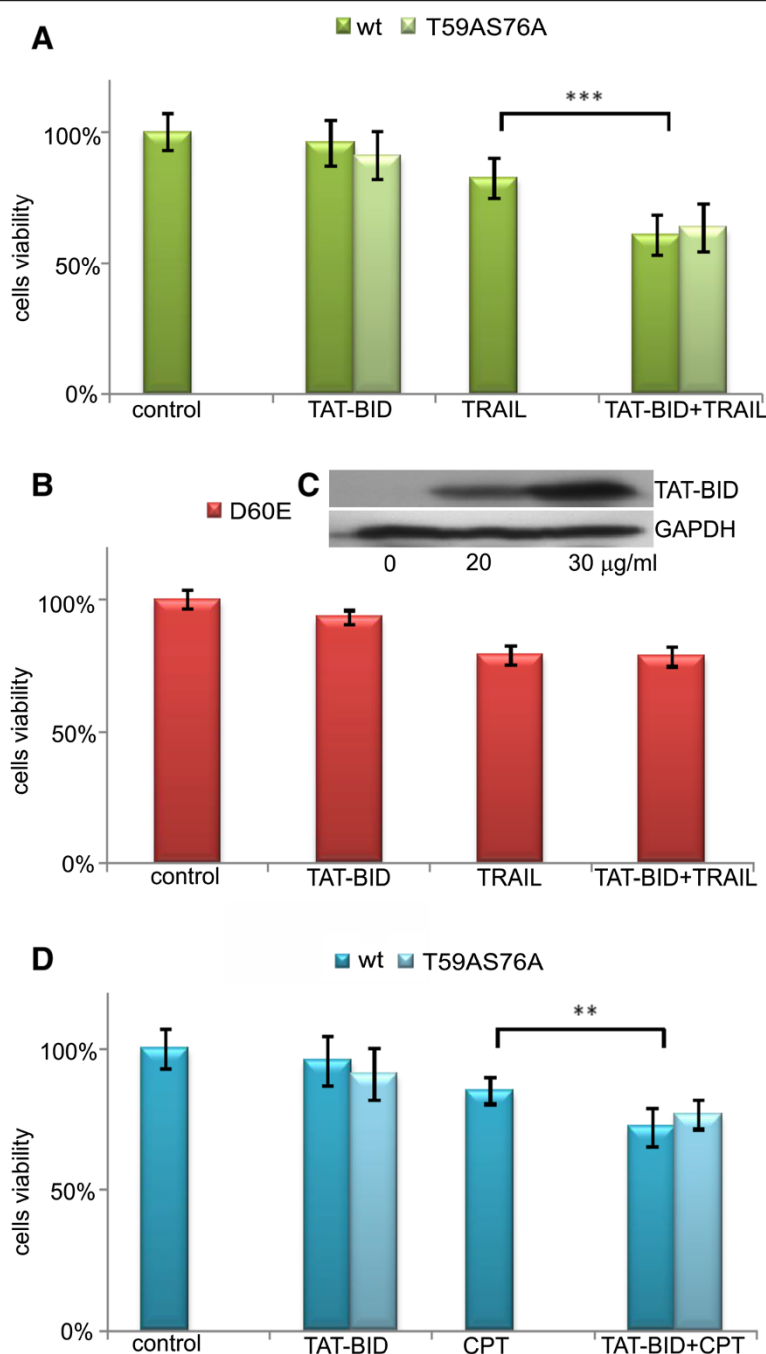 A
wt T59AS76A
***
100%
50%
0%
cells viability
control TAT-BID TRAIL TAT-BID+TRAIL
B
D60E
C
TAT-BID
GAPDH
0 20 30 µg/ml
100%
50%
0%
cells viability
control TAT-BID TRAIL TAT-BID+TRAIL
D
wt T59AS76A
**
100%
50%
0%
cells viability
control TAT-BID CPT TAT-BID+CPT